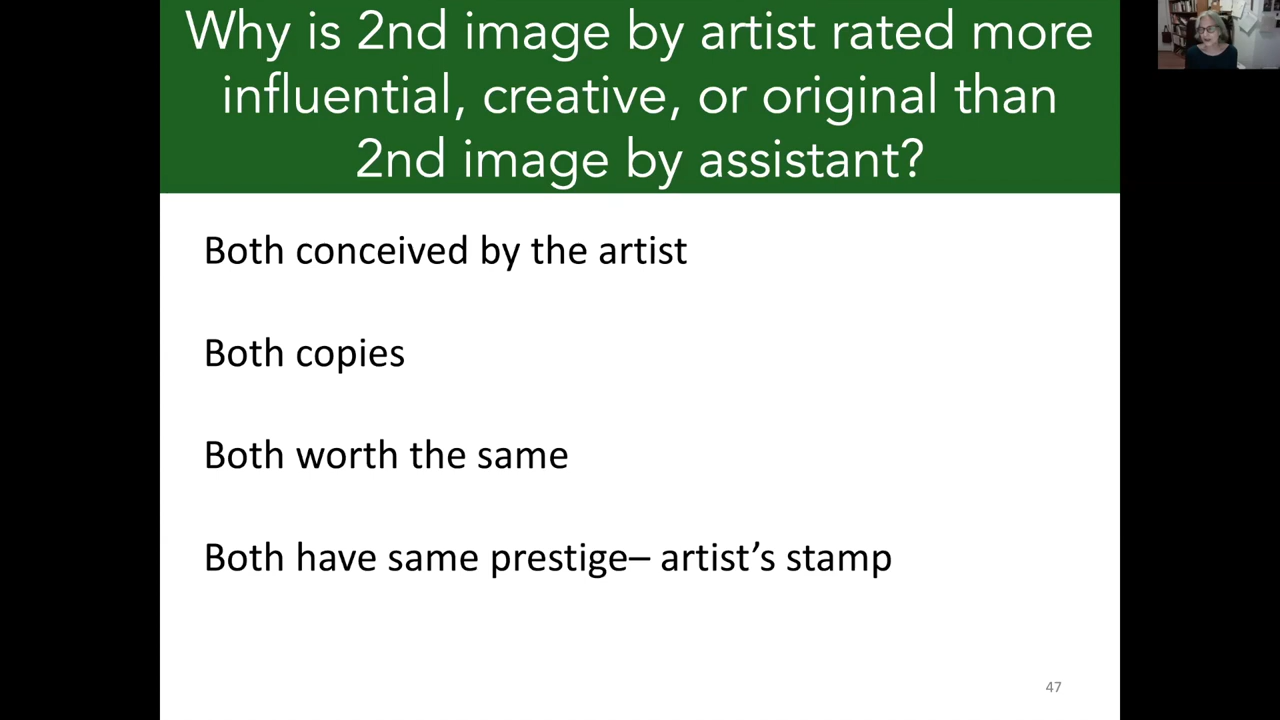 Why is 2nd image by artist rated more
influential, creative, or original than
2nd image by assistant?
Both conceived by the artist
Both copies
Both worth the same
Both have same prestige– artist’s stamp
47